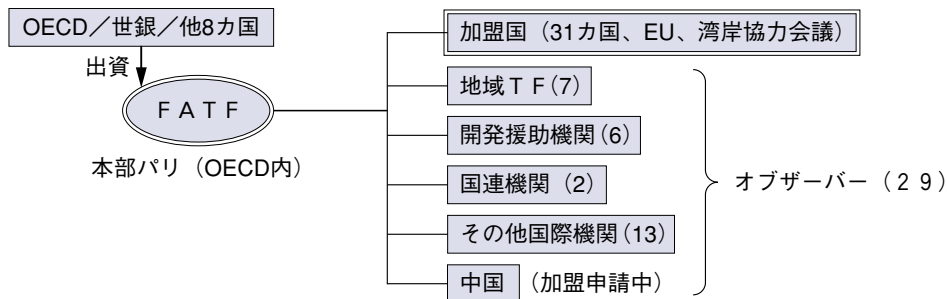 OECD／世銀／他8カ国
出資
ＦＡＴＦ
本部パリ（OECD内）
加盟国（31カ国、EU、湾岸協力会議）
地域ＴＦ(7)
開発援助機関(6)
国連機関（2）
その他国際機関(13)
中国（加盟申請中）
オブザーバー（２９）